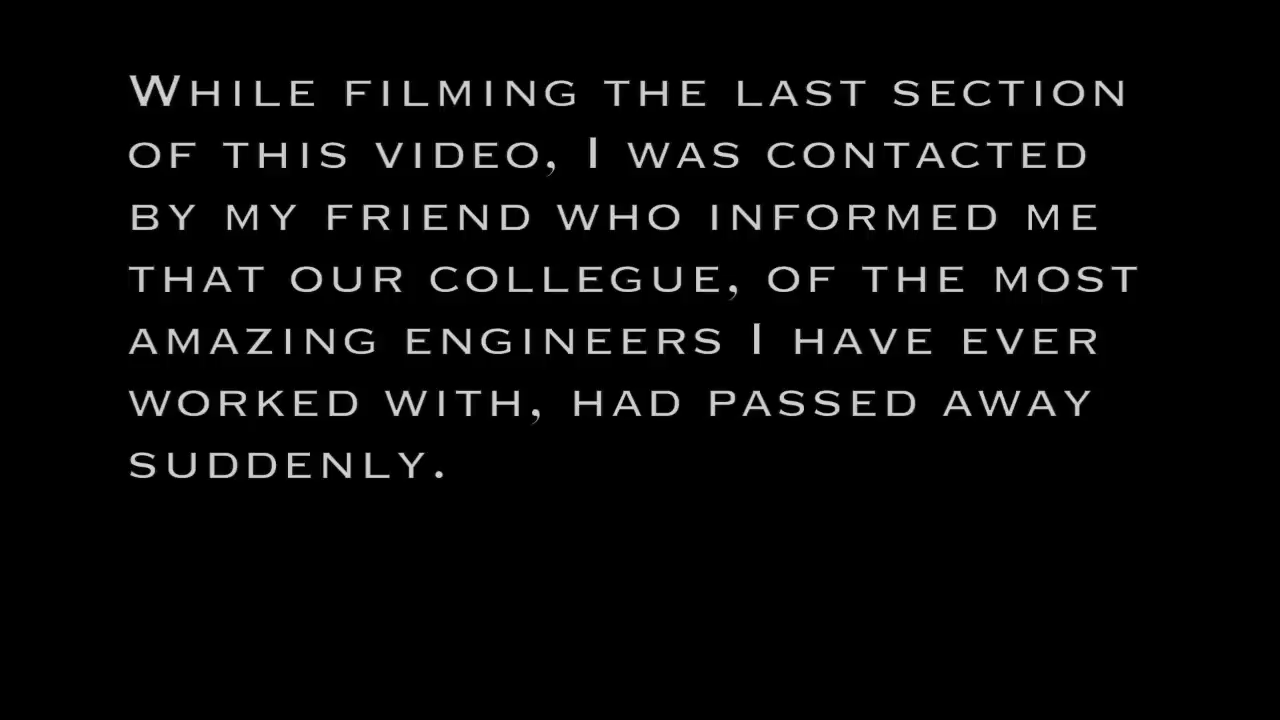 While filming the last section
of this video, I was contacted
by my friend who informed me
that our collegue, of the most
amazing engineers I have ever
worked with, had passed away
suddenly.